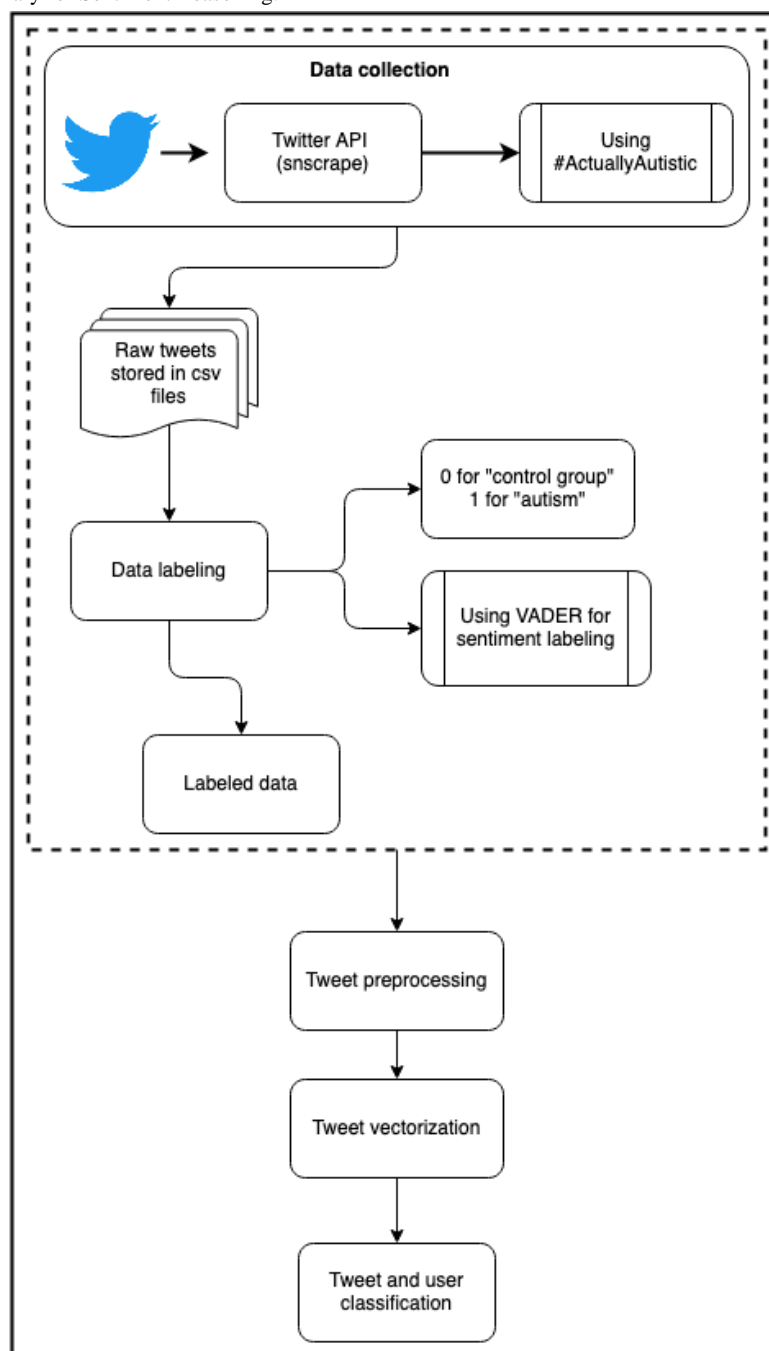 Data collection
Twitter API
(snscrape)
Using
#ActuallyAutistic
Raw tweets
stored in csv
files
0 for "control group"
1 for "autism"
Data labeling
Using VADER for
sentiment labeling
Labeled data
Tweet preprocessing
Tweet vectorization
Tweet and user
classification